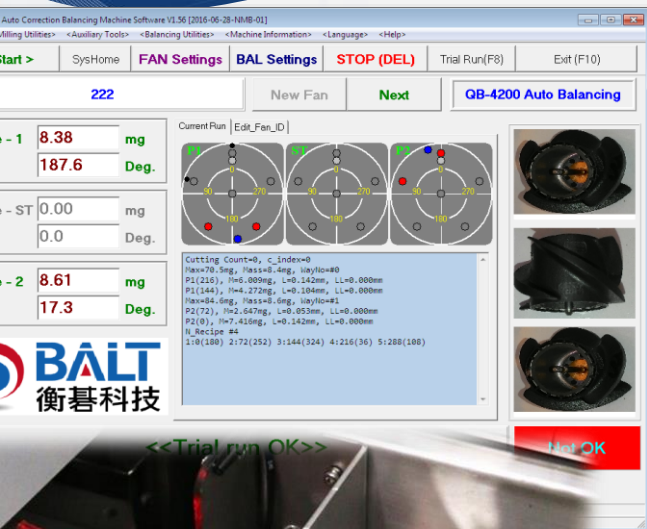 Auto Correction Balancing Machine Software V1.56 [2016-06-28-NMB-01]
Milling Utilities> <Auxiliary Tools> <Balancing Utilities> <Machine Information> <Language> <Help>
Start > SysHome FAN Settings BAL Settings STOP (DEL) Trial Run(F8) Exit (F10)
222 New Fan Next QB-4200 Auto Balancing
Current Run Edit_Fan_ID
e - 1 8.38 mg
187.6 Deg.
e - ST 0.00 mg
0.0 Deg.
e - 2 8.61 mg
17.3 Deg.
P1 ST P2
0 0 0
90 270 90 270 90 270
180 180 180
Cutting Count=0, c_index=0
Max=70.5mg, Mass=8.4mg, WayNo=#0
P1(216), M=6.009mg, L=0.142mm, LL=0.000mm
P1(144), M=4.272mg, L=0.104mm, LL=0.000mm
Max=84.6mg, Mass=8.6mg, WayNo=#1
P2(72), M=2.647mg, L=0.053mm, LL=0.000mm
P2(0), M=7.416mg, L=0.142mm, LL=0.000mm
N_Recipe #4
1:0(180) 2:72(252) 3:144(324) 4:216(36) 5:288(108)
BALT
衡碁科技
<<Trial run OK>>
Not OK